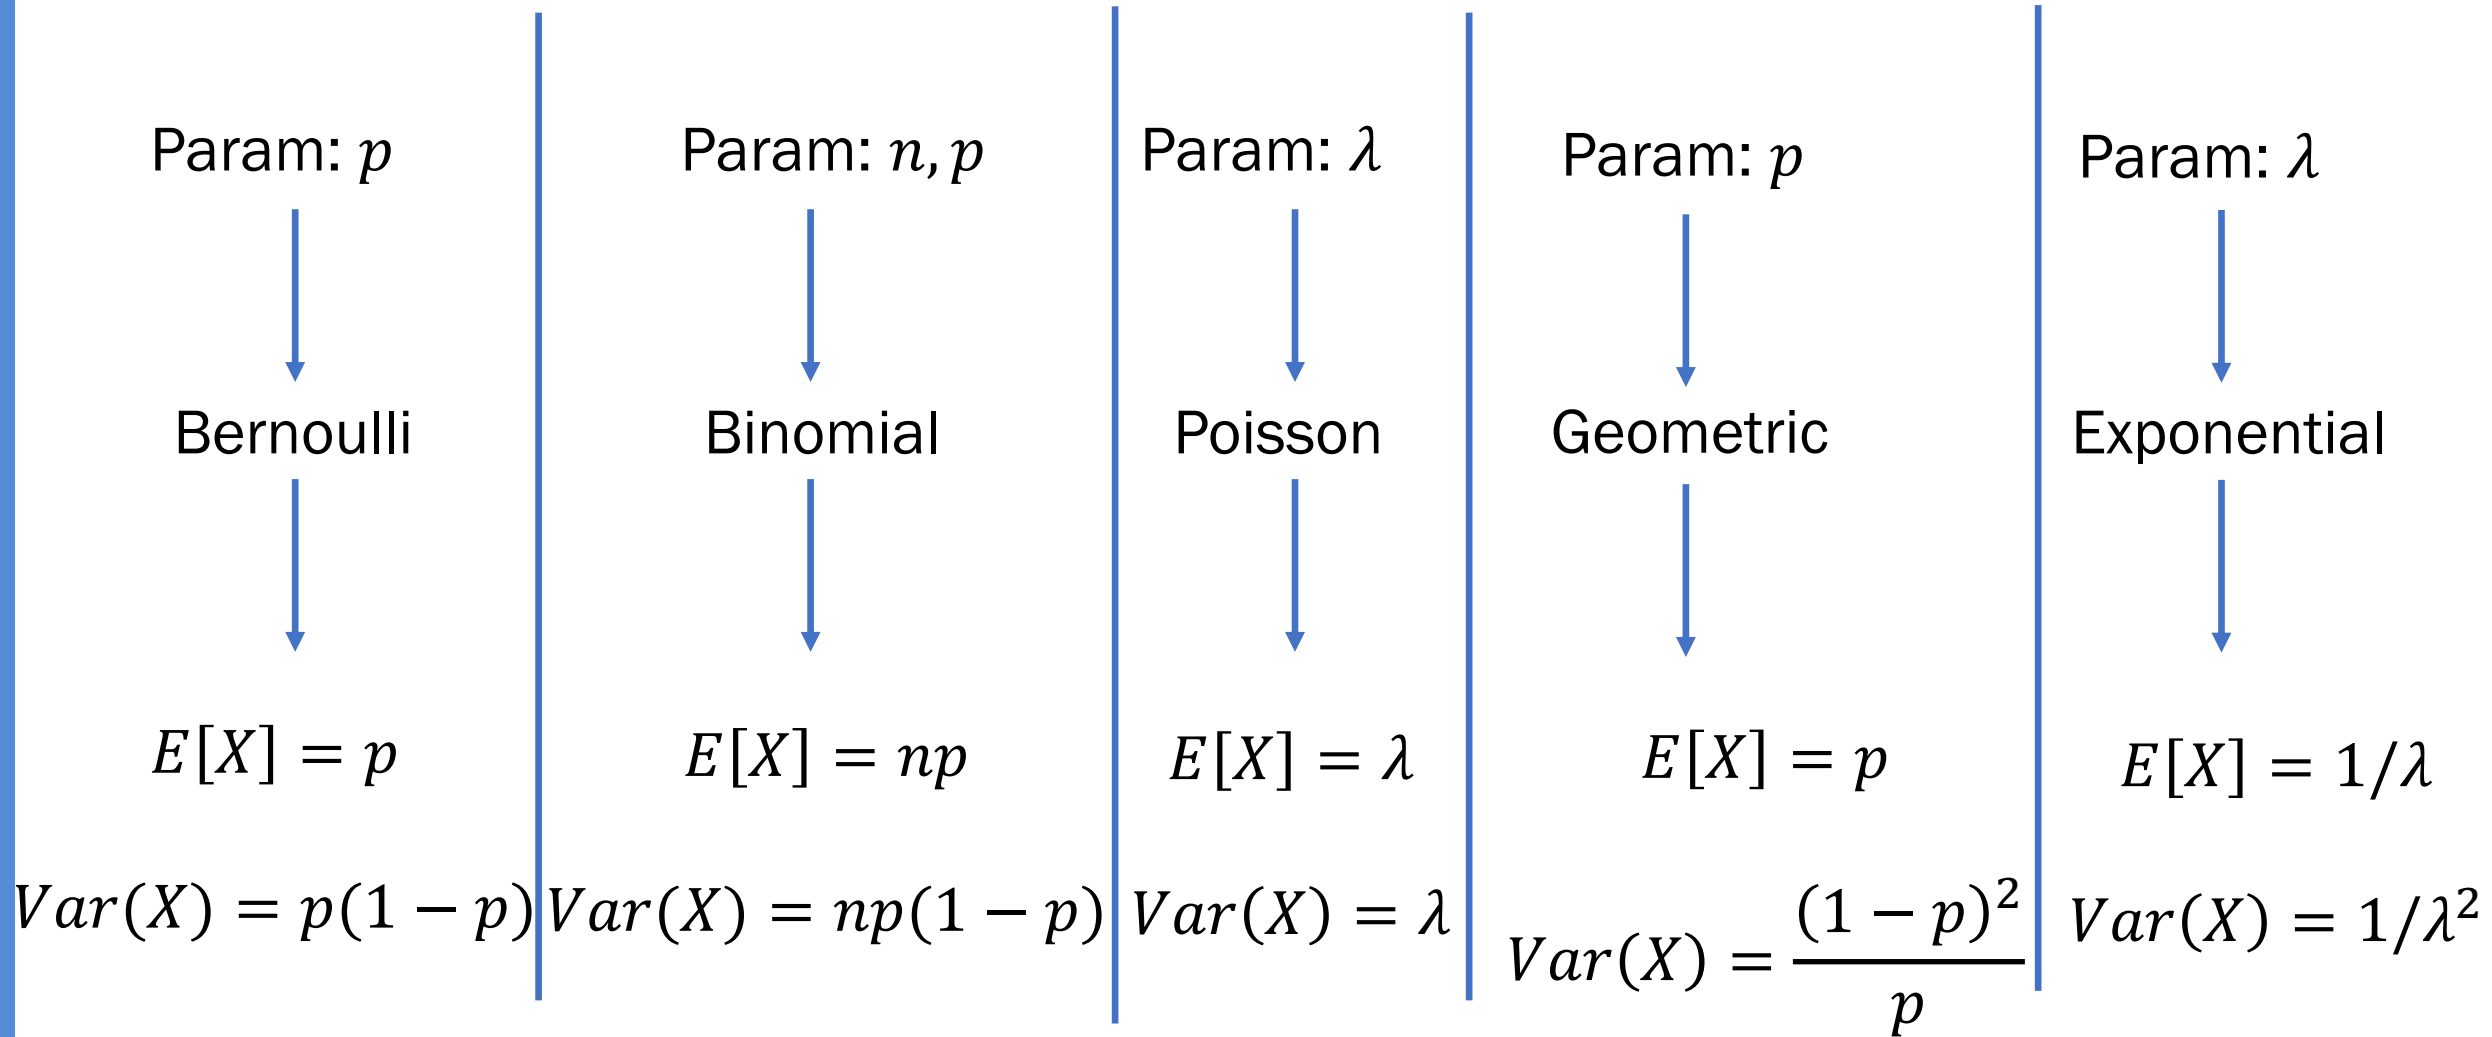 Param: p
Bernoulli
E[X] = p
Var(X) = p(1 − p)
Param: n, p
Binomial
E[X] = np
Var(X) = np(1 − p)
Param: λ
Poisson
E[X] = λ
Var(X) = λ
Param: p
Geometric
E[X] = p
Var(X) = (1 − p)² / p
Param: λ
Exponential
E[X] = 1/λ
Var(X) = 1/λ²